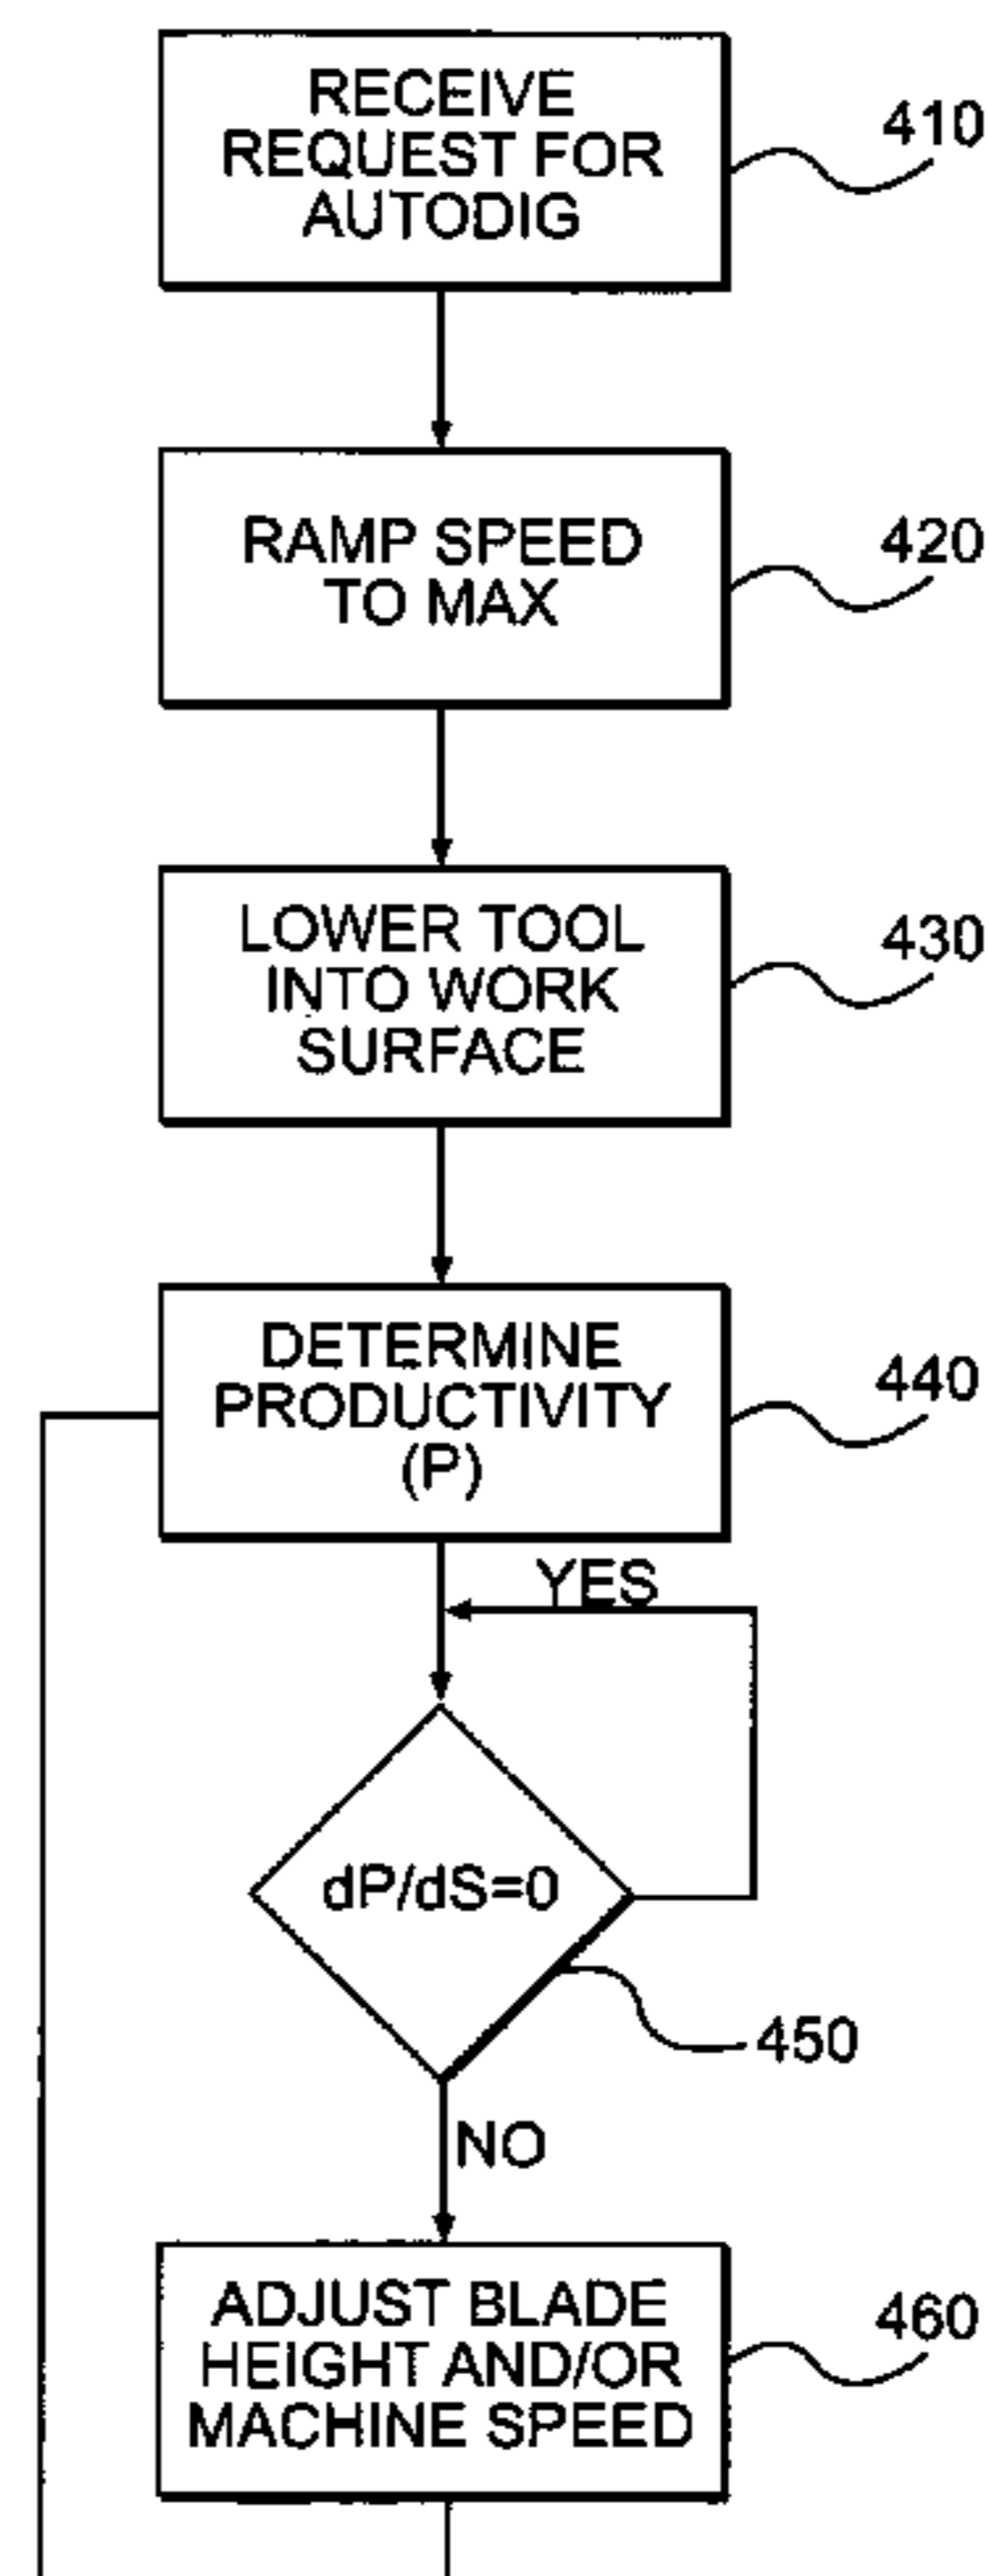 RECEIVE
REQUEST FOR
AUTODIG
410
RAMP SPEED
TO MAX
420
LOWER TOOL
INTO WORK
SURFACE
430
DETERMINE
PRODUCTIVITY
(P)
440
YES
dP/dS=0
450
NO
ADJUST BLADE
HEIGHT AND/OR
MACHINE SPEED
460